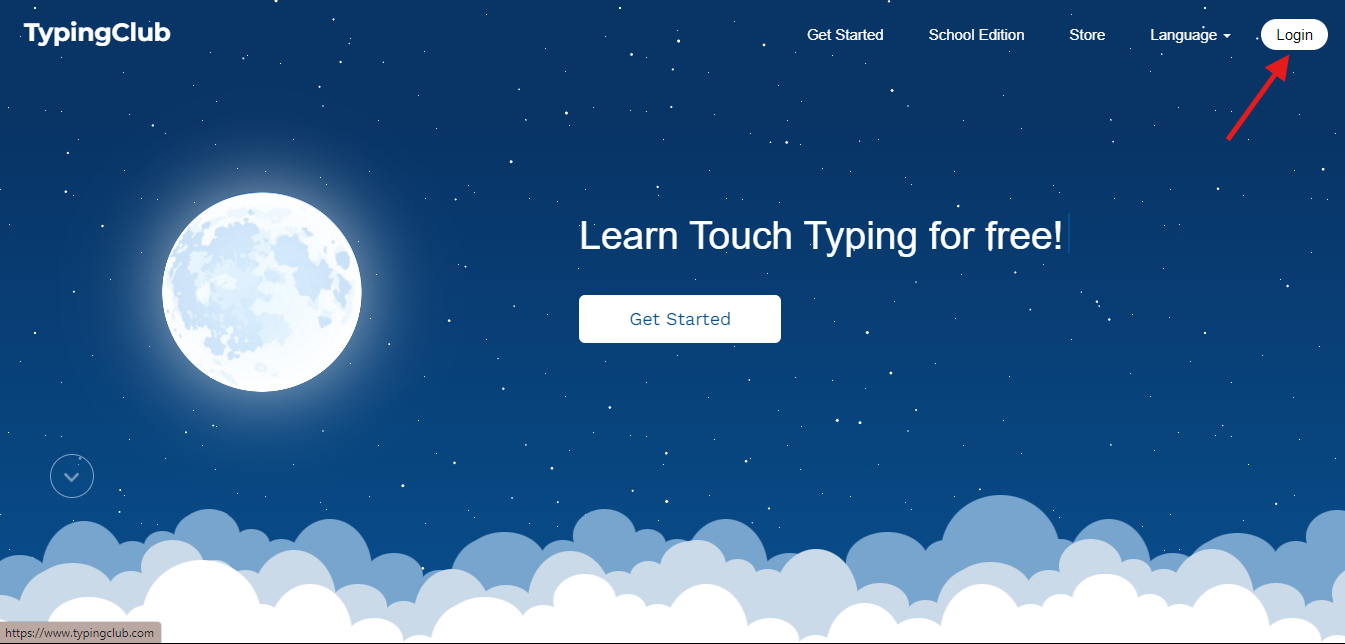 TypingClub
Get Started
School Edition
Store
Language
Login
Learn Touch Typing for free!
Get Started
https://www.typingclub.com